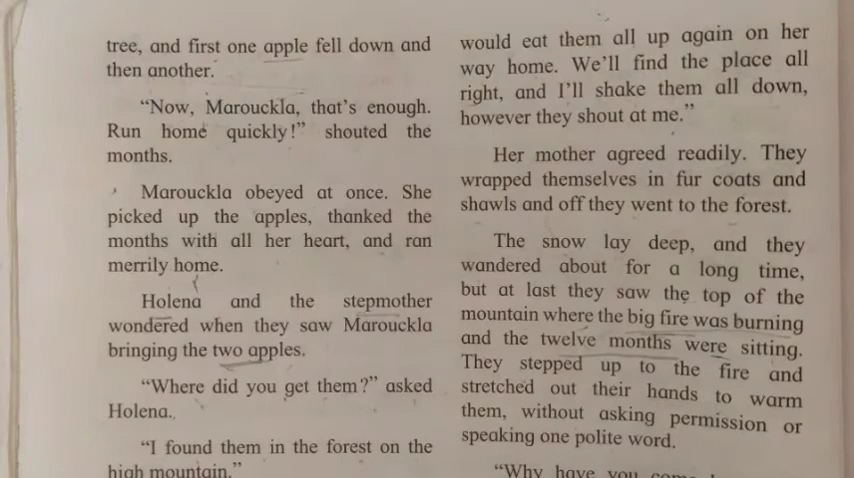 tree, and first one apple fell down and
then another.
“Now, Marouckla, that’s enough.
Run home quickly!” shouted the
months.
Marouckla obeyed at once. She
picked up the apples, thanked the
months with all her heart, and ran
merrily home.
Holena and the stepmother
wondered when they saw Marouckla
bringing the two apples.
“Where did you get them?” asked
Holena.
“I found them in the forest on the
high mountain.”
would eat them all up again on her
way home. We’ll find the place all
right, and I’ll shake them all down,
however they shout at me.”
Her mother agreed readily. They
wrapped themselves in fur coats and
shawls and off they went to the forest.
The snow lay deep, and they
wandered about for a long time,
but at last they saw the top of the
mountain where the big fire was burning
and the twelve months were sitting.
They stepped up to the fire and
stretched out their hands to warm
them, without asking permission or
speaking one polite word.
“Why have you